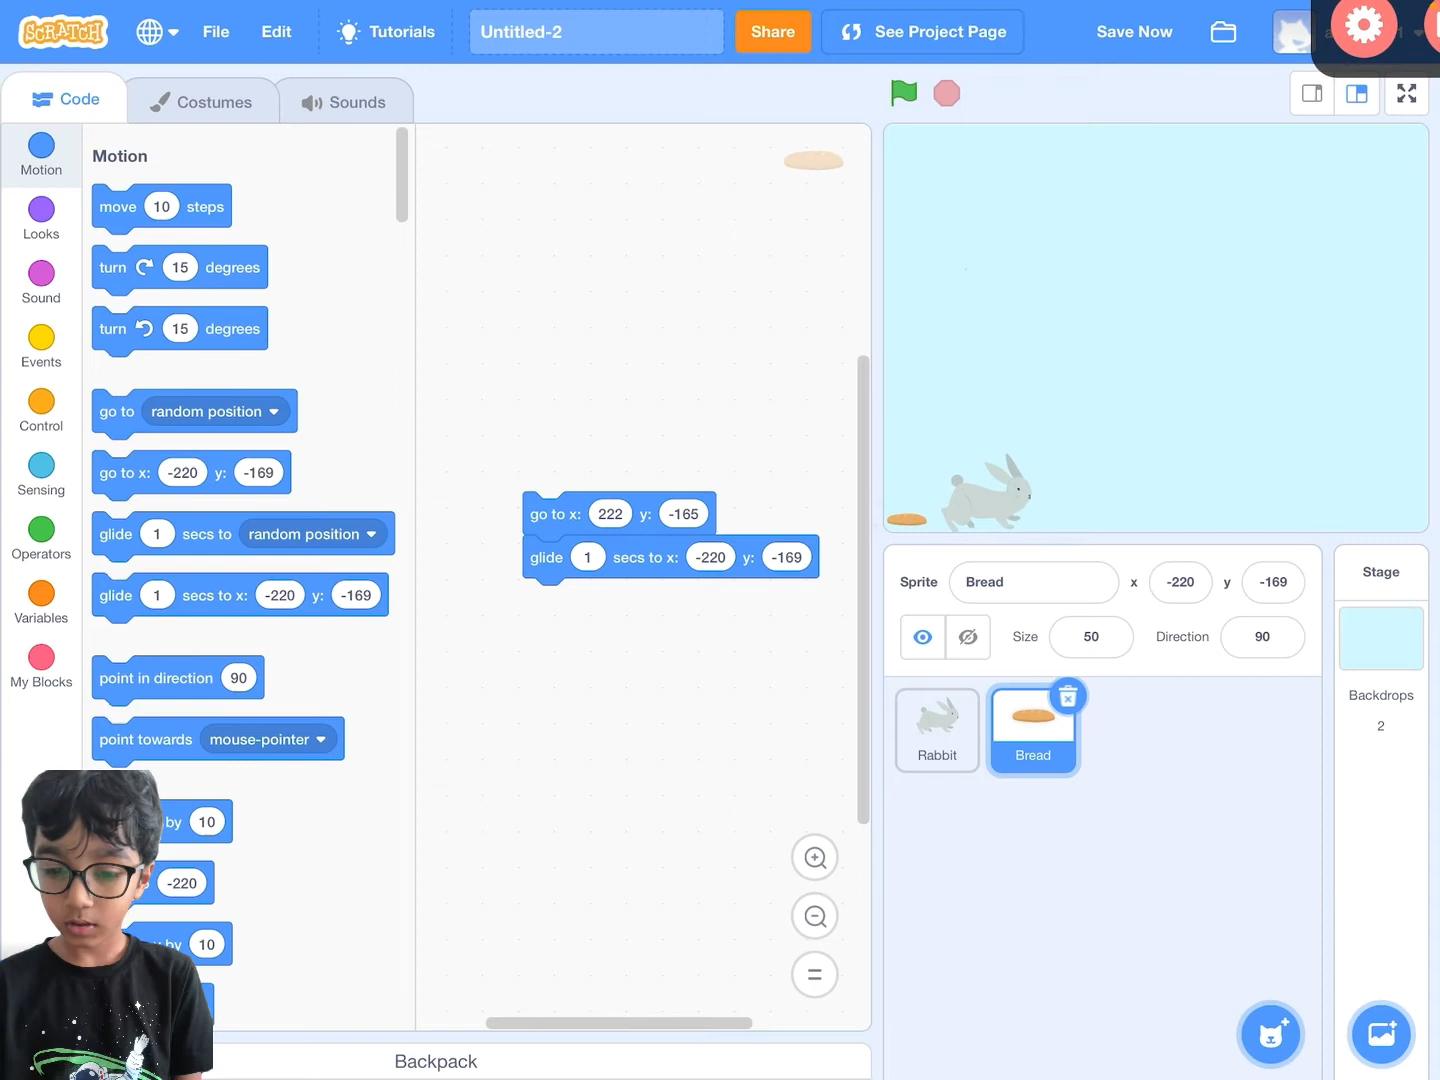 SCRATCH
File
Edit
Tutorials
Untitled-2
Share
See Project Page
Save Now
Code
Costumes
Sounds
Motion
Looks
Sound
Events
Control
Sensing
Operators
Variables
My Blocks
Motion
move 10 steps
turn 15 degrees
turn 15 degrees
go to random position
go to x: -220 y: -169
glide 1 secs to random position
glide 1 secs to x: -220 y: -169
point in direction 90
point towards mouse-pointer
by 10
-220
y by 10
go to x: 222 y: -165
glide 1 secs to x: -220 y: -169
Backpack
Sprite Bread x -220 y -169
Size 50 Direction 90
Rabbit
Bread
Stage
Backdrops
2